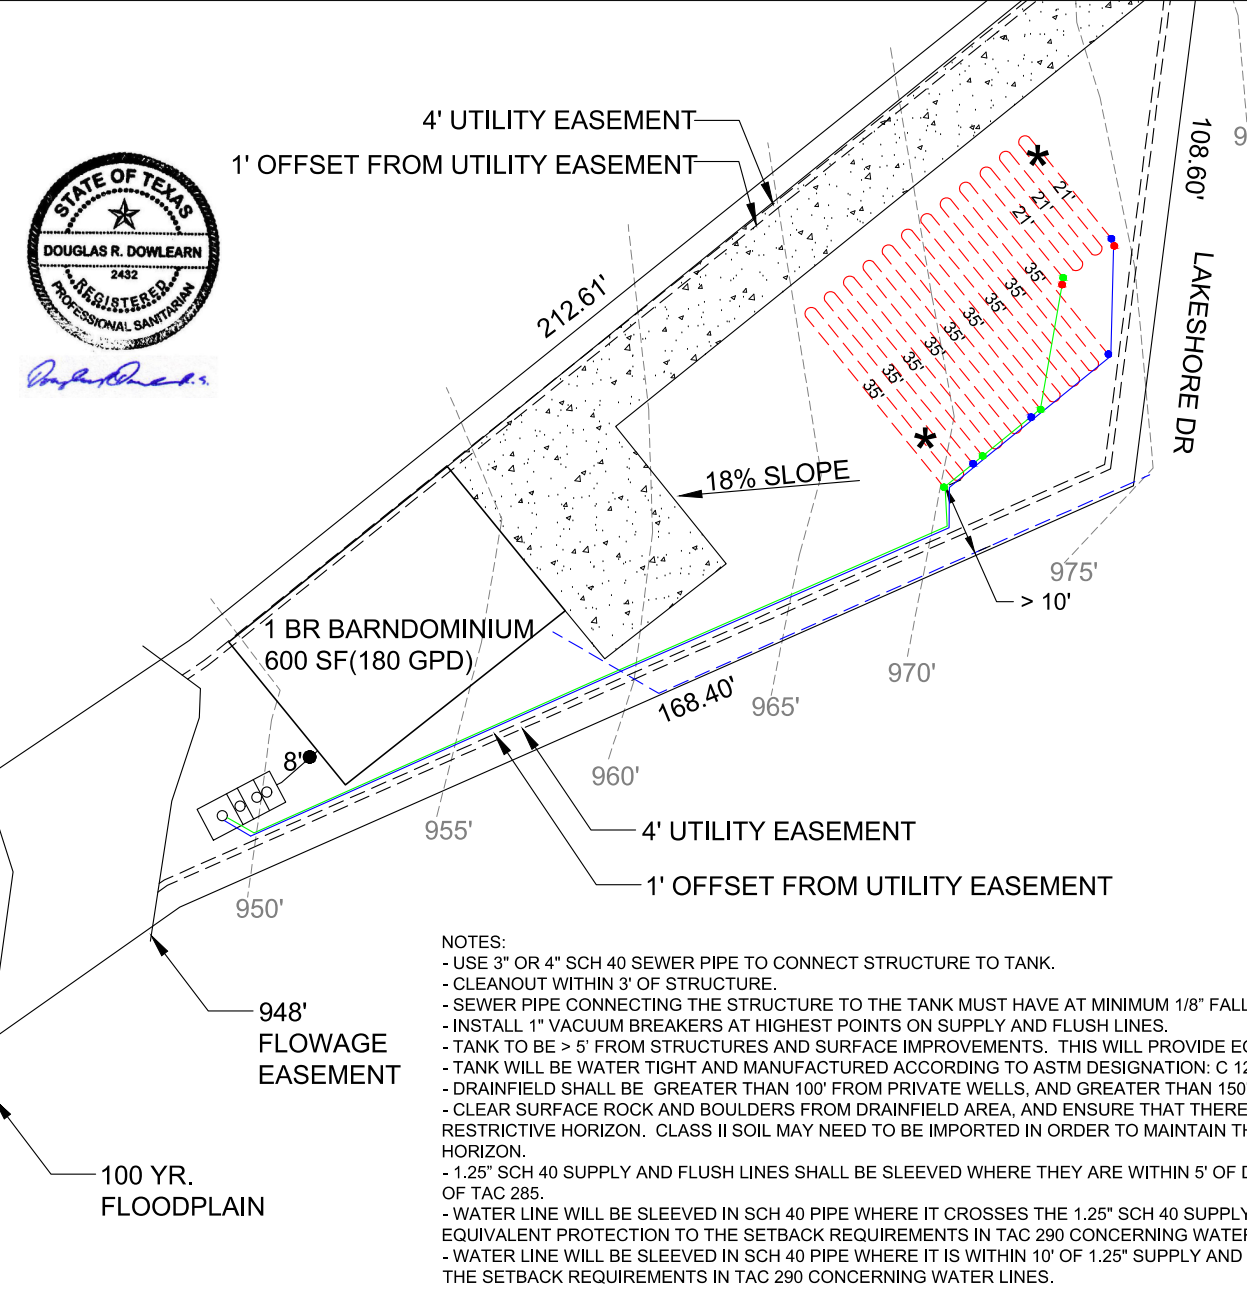 4' UTILITY EASEMENT
1' OFFSET FROM UTILITY EASEMENT
STATE OF TEXAS
DOUGLAS R. DOWLEARN
2432
REGISTERED
PROFESSIONAL SANITARIAN
212.61'
108.60'
LAKESHORE DR
9
21'
21'
21'
35'
35'
35'
35'
35'
35'
35'
35'
*
*
18% SLOPE
> 10'
975'
970'
965'
960'
955'
950'
168.40'
1 BR BARNDOMINIUM
600 SF(180 GPD)
8'
4' UTILITY EASEMENT
1' OFFSET FROM UTILITY EASEMENT
948'
FLOWAGE
EASEMENT
100 YR.
FLOODPLAIN
NOTES:
- USE 3" OR 4" SCH 40 SEWER PIPE TO CONNECT STRUCTURE TO TANK.
- CLEANOUT WITHIN 3' OF STRUCTURE.
- SEWER PIPE CONNECTING THE STRUCTURE TO THE TANK MUST HAVE AT MINIMUM 1/8” FALL
- INSTALL 1" VACUUM BREAKERS AT HIGHEST POINTS ON SUPPLY AND FLUSH LINES.
- TANK TO BE > 5' FROM STRUCTURES AND SURFACE IMPROVEMENTS. THIS WILL PROVIDE EQ
- TANK WILL BE WATER TIGHT AND MANUFACTURED ACCORDING TO ASTM DESIGNATION: C 12
- DRAINFIELD SHALL BE GREATER THAN 100' FROM PRIVATE WELLS, AND GREATER THAN 150
- CLEAR SURFACE ROCK AND BOULDERS FROM DRAINFIELD AREA, AND ENSURE THAT THERE
RESTRICTIVE HORIZON. CLASS II SOIL MAY NEED TO BE IMPORTED IN ORDER TO MAINTAIN TH
HORIZON.
- 1.25” SCH 40 SUPPLY AND FLUSH LINES SHALL BE SLEEVED WHERE THEY ARE WITHIN 5' OF D
OF TAC 285.
- WATER LINE WILL BE SLEEVED IN SCH 40 PIPE WHERE IT CROSSES THE 1.25" SCH 40 SUPPLY
EQUIVALENT PROTECTION TO THE SETBACK REQUIREMENTS IN TAC 290 CONCERNING WATER
- WATER LINE WILL BE SLEEVED IN SCH 40 PIPE WHERE IT IS WITHIN 10' OF 1.25" SUPPLY AND
THE SETBACK REQUIREMENTS IN TAC 290 CONCERNING WATER LINES.